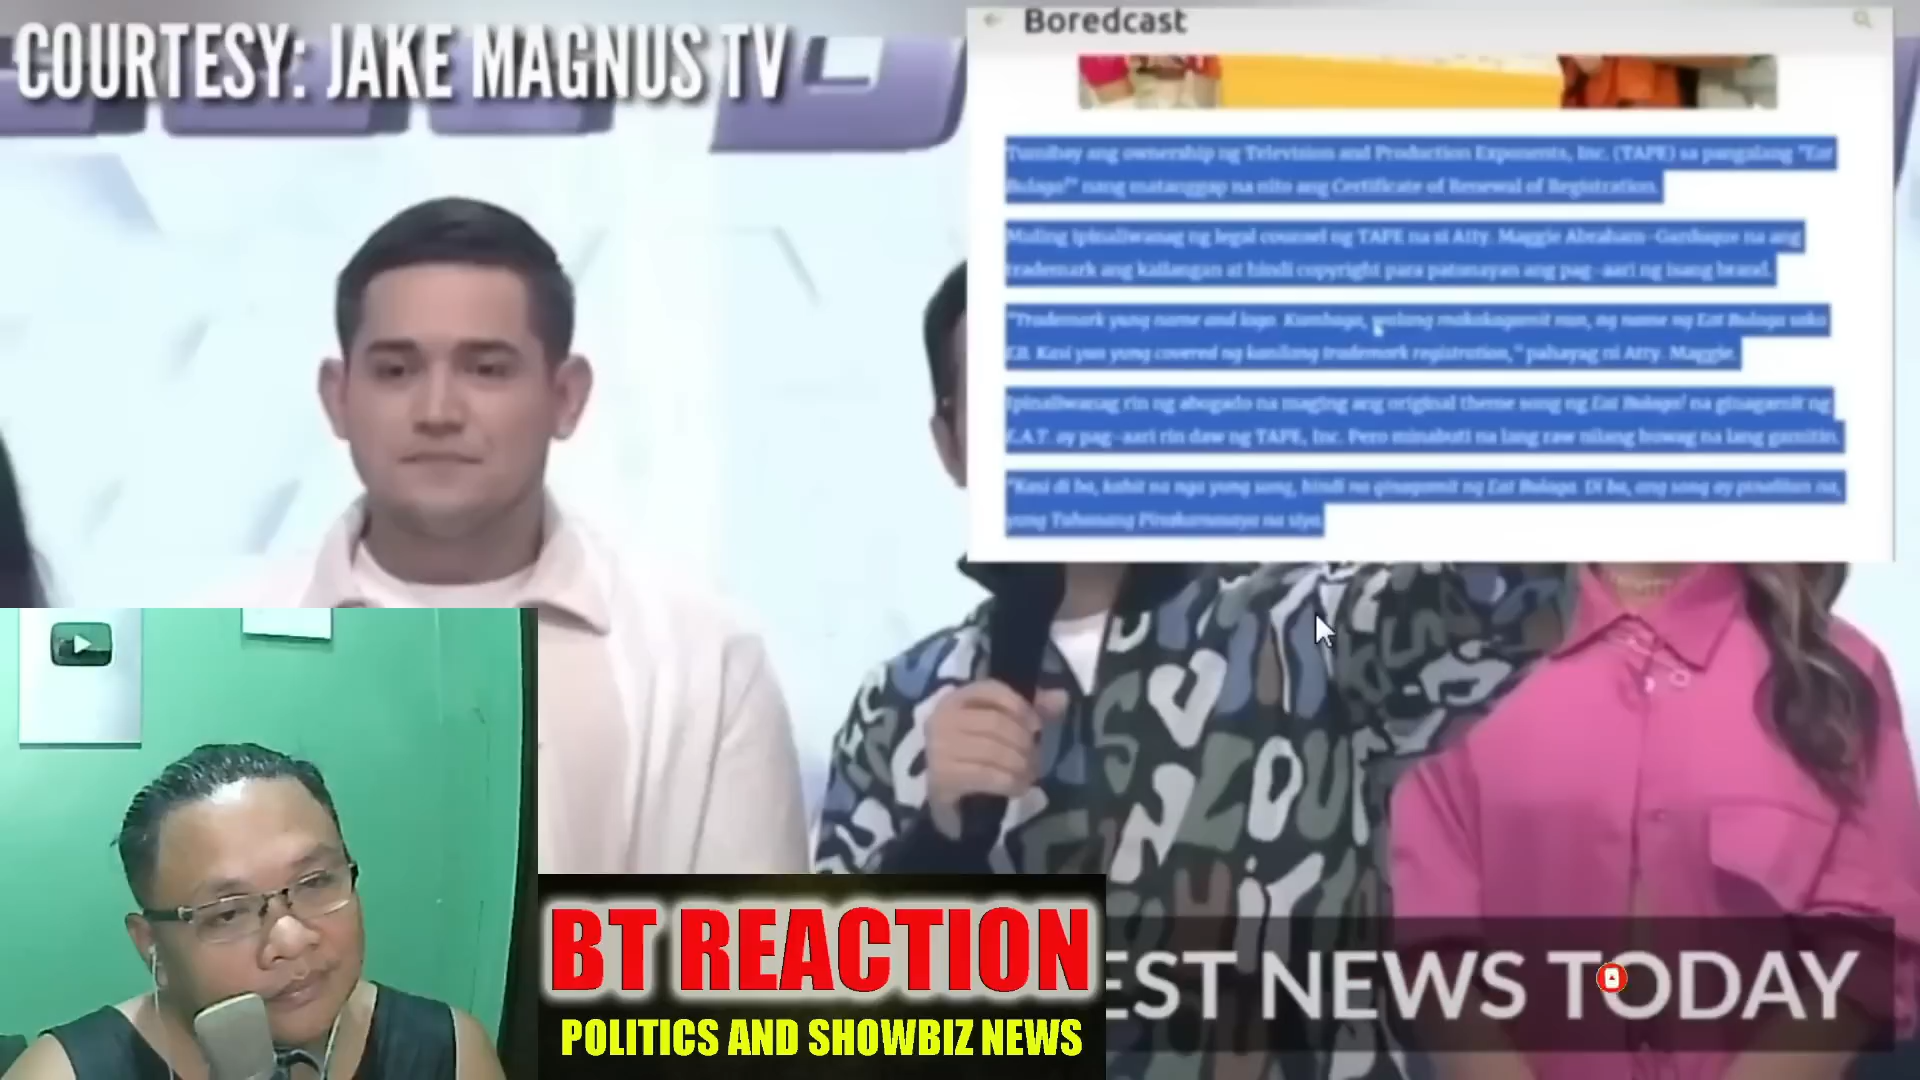 COURTESY: JAKE MAGNUS TV
Boredcast
Tumibay ang ownership ng Television and Production Exponents, Inc. (TAPE) sa pangalang "Eat
Bulaga!" nang matanggap na nito ang Certificate of Renewal of Registration.
Muling ipinaliwanag ng legal counsel ng TAPE na si Atty. Maggie Abraham-Garduque na ang
trademark ang kailangan at hindi copyright para patunayan ang pag-aari ng isang brand.
"Trademark yung name and logo. Kumbaga, walang makakagamit nun, ng name ng Eat Bulaga saka
EB. Kasi yun yung covered ng kanilang trademark registration," pahayag ni Atty. Maggie.
Ipinaliwanag rin ng abogado na maging ang original theme song ng Eat Bulaga! na ginagamit ng
E.A.T. ay pag-aari rin daw ng TAPE, Inc. Pero minabuti na lang raw nilang huwag na lang gamitin.
"Kasi di ba, kahit na nga yung song, hindi na ginagamit ng Eat Bulaga. Di ba, ang song ay pinalitan na,
yung Tahanang Pinakamasaya na siya.
BT REACTION
POLITICS AND SHOWBIZ NEWS
EST NEWS TODAY